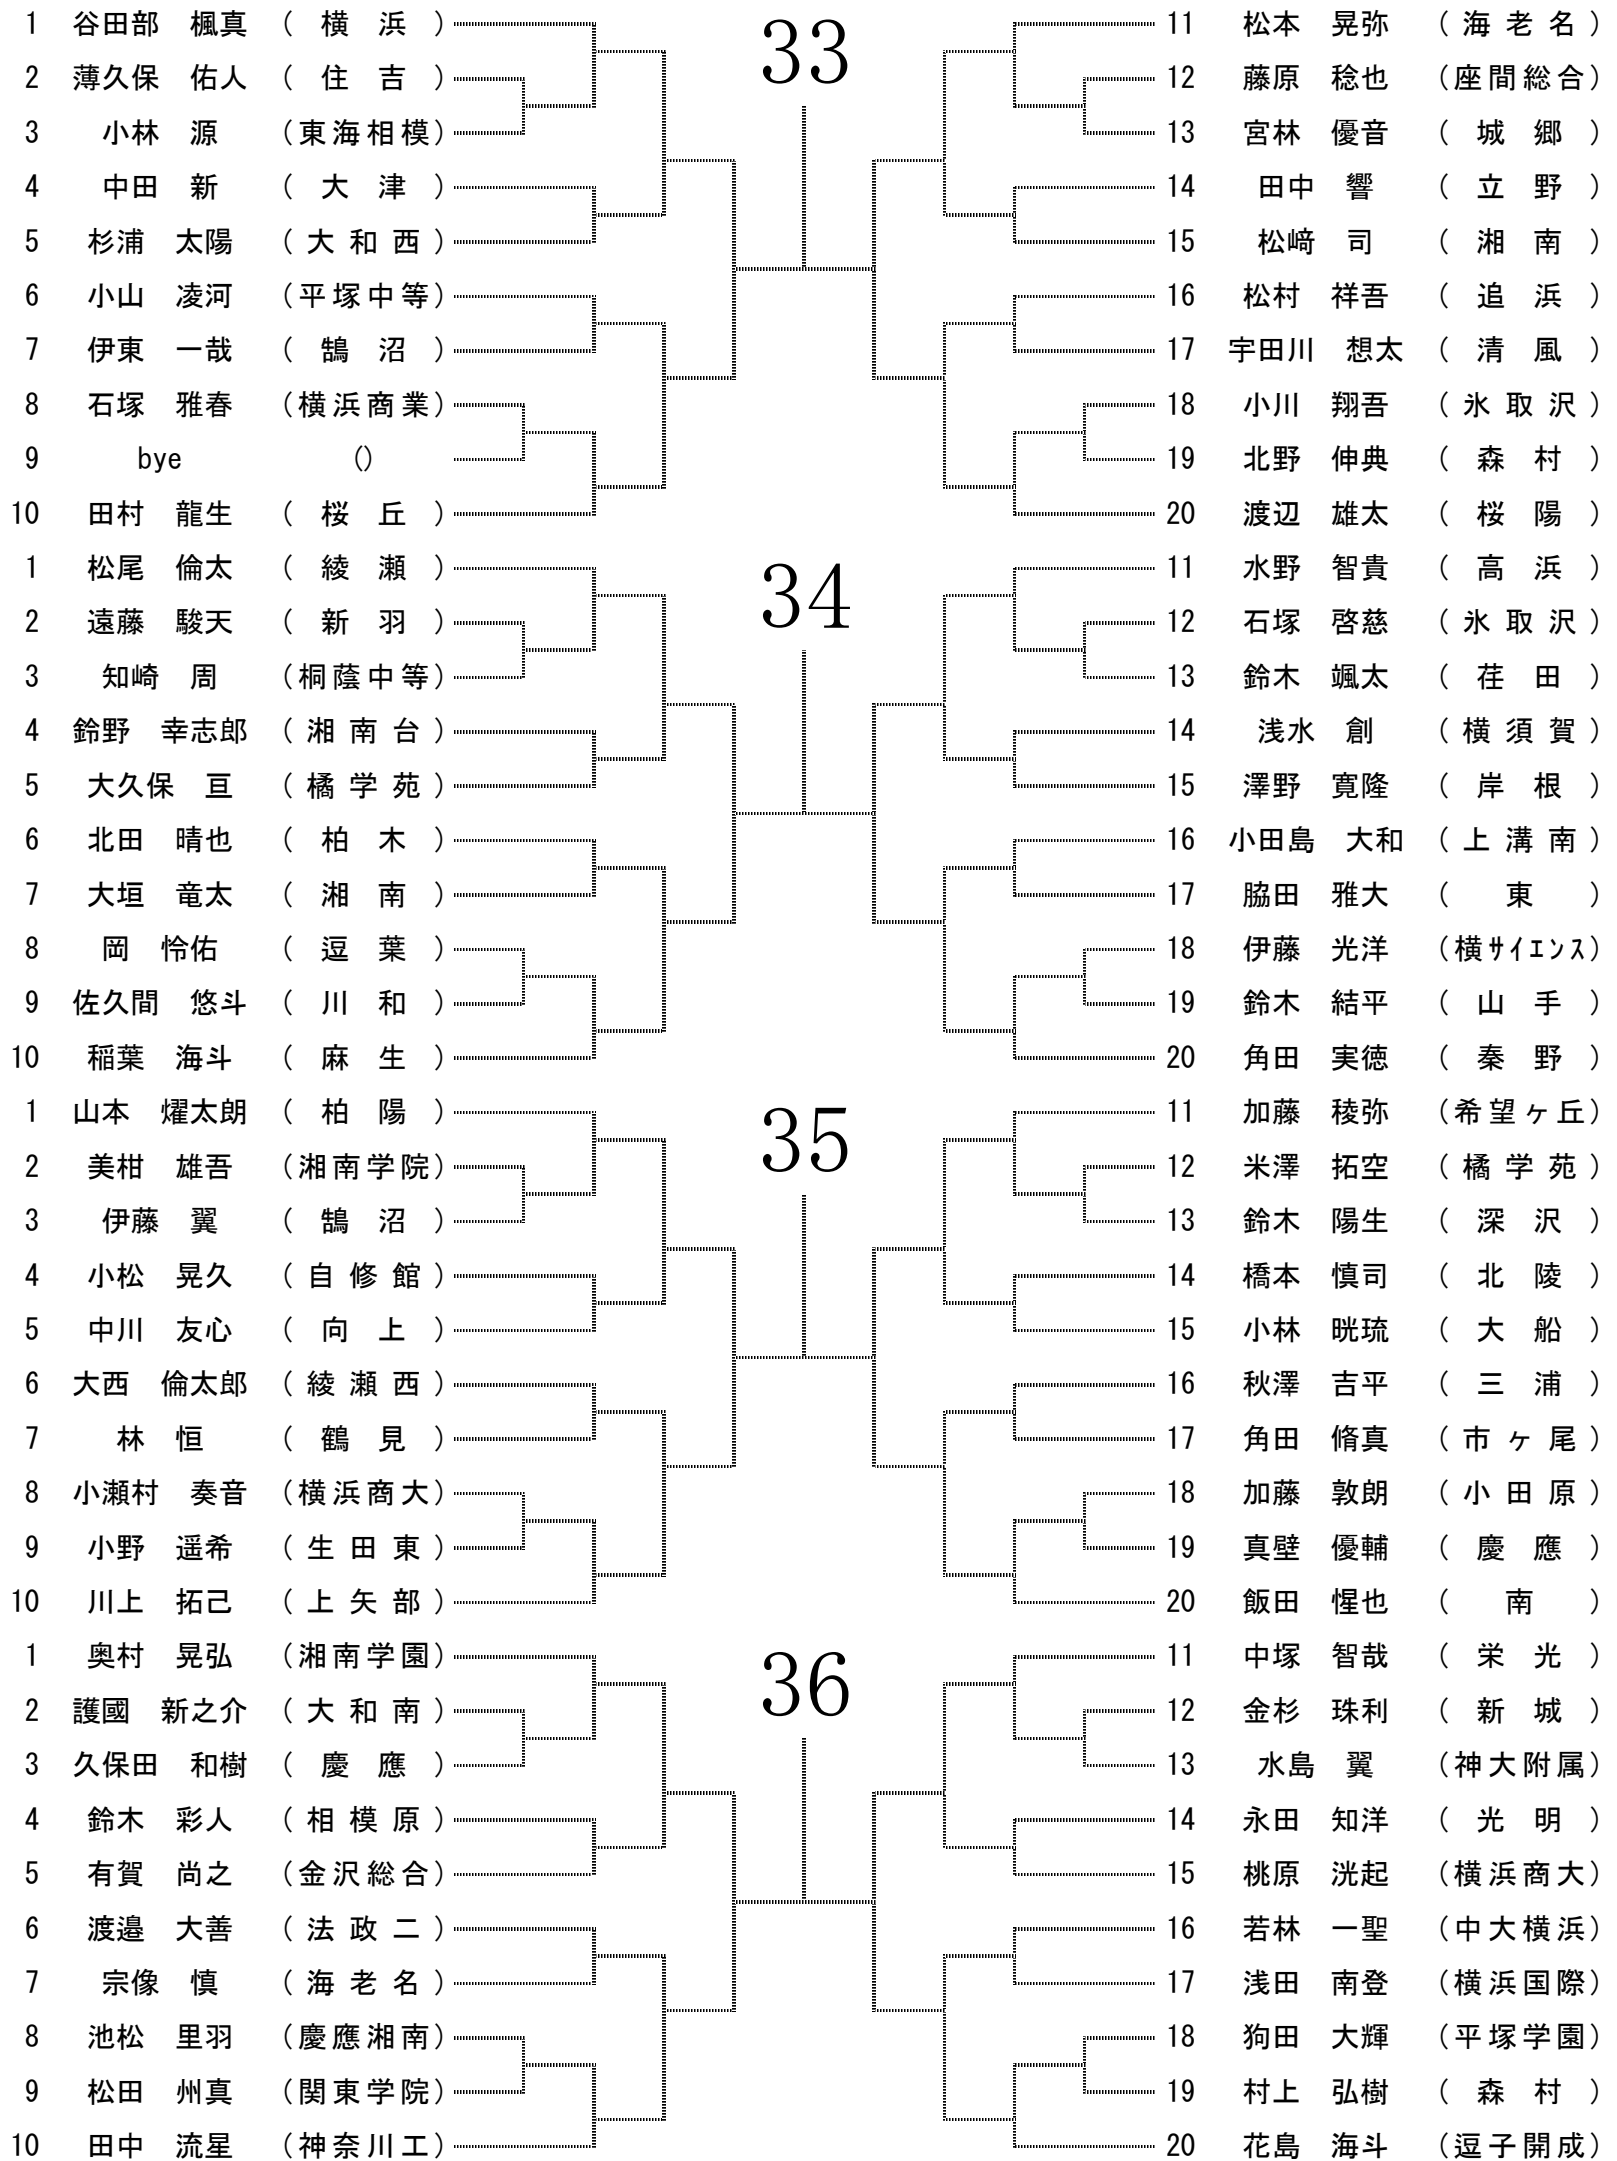 33
1 谷田部 楓真 (横浜)
2 薄久保 佑人 (住吉)
3 小林 源 (東海相模)
4 中田 新 (大津)
5 杉浦 太陽 (大和西)
6 小山 凌河 (平塚中等)
7 伊東 一哉 (鵠沼)
8 石塚 雅春 (横浜商業)
9 bye ()
10 田村 龍生 (桜丘)
11 松本 晃弥 (海老名)
12 藤原 稔也 (座間総合)
13 宮林 優音 (城郷)
14 田中 響 (立野)
15 松﨑 司 (湘南)
16 松村 祥吾 (追浜)
17 宇田川 想太 (清風)
18 小川 翔吾 (氷取沢)
19 北野 伸典 (森村)
20 渡辺 雄太 (桜陽)
34
1 松尾 倫太 (綾瀬)
2 遠藤 駿天 (新羽)
3 知崎 周 (桐蔭中等)
4 鈴野 幸志郎 (湘南台)
5 大久保 亘 (橘学苑)
6 北田 晴也 (柏木)
7 大垣 竜太 (湘南)
8 岡 怜佑 (逗葉)
9 佐久間 悠斗 (川和)
10 稲葉 海斗 (麻生)
11 水野 智貴 (高浜)
12 石塚 啓慈 (氷取沢)
13 鈴木 颯太 (荏田)
14 浅水 創 (横須賀)
15 澤野 寛隆 (岸根)
16 小田島 大和 (上溝南)
17 脇田 雅大 (東)
18 伊藤 光洋 (横ｻｲｴﾝｽ)
19 鈴木 結平 (山手)
20 角田 実徳 (秦野)
35
1 山本 燿太朗 (柏陽)
2 美柑 雄吾 (湘南学院)
3 伊藤 翼 (鵠沼)
4 小松 晃久 (自修館)
5 中川 友心 (向上)
6 大西 倫太郎 (綾瀬西)
7 林 恒 (鶴見)
8 小瀬村 奏音 (横浜商大)
9 小野 遥希 (生田東)
10 川上 拓己 (上矢部)
11 加藤 稜弥 (希望ヶ丘)
12 米澤 拓空 (橘学苑)
13 鈴木 陽生 (深沢)
14 橋本 慎司 (北陵)
15 小林 晄琉 (大船)
16 秋澤 吉平 (三浦)
17 角田 脩真 (市ヶ尾)
18 加藤 敦朗 (小田原)
19 真壁 優輔 (慶應)
20 飯田 惺也 (南)
36
1 奥村 晃弘 (湘南学園)
2 護國 新之介 (大和南)
3 久保田 和樹 (慶應)
4 鈴木 彩人 (相模原)
5 有賀 尚之 (金沢総合)
6 渡邉 大善 (法政二)
7 宗像 慎 (海老名)
8 池松 里羽 (慶應湘南)
9 松田 州真 (関東学院)
10 田中 流星 (神奈川工)
11 中塚 智哉 (栄光)
12 金杉 珠利 (新城)
13 水島 翼 (神大附属)
14 永田 知洋 (光明)
15 桃原 洸起 (横浜商大)
16 若林 一聖 (中大横浜)
17 浅田 南登 (横浜国際)
18 狗田 大輝 (平塚学園)
19 村上 弘樹 (森村)
20 花島 海斗 (逗子開成)